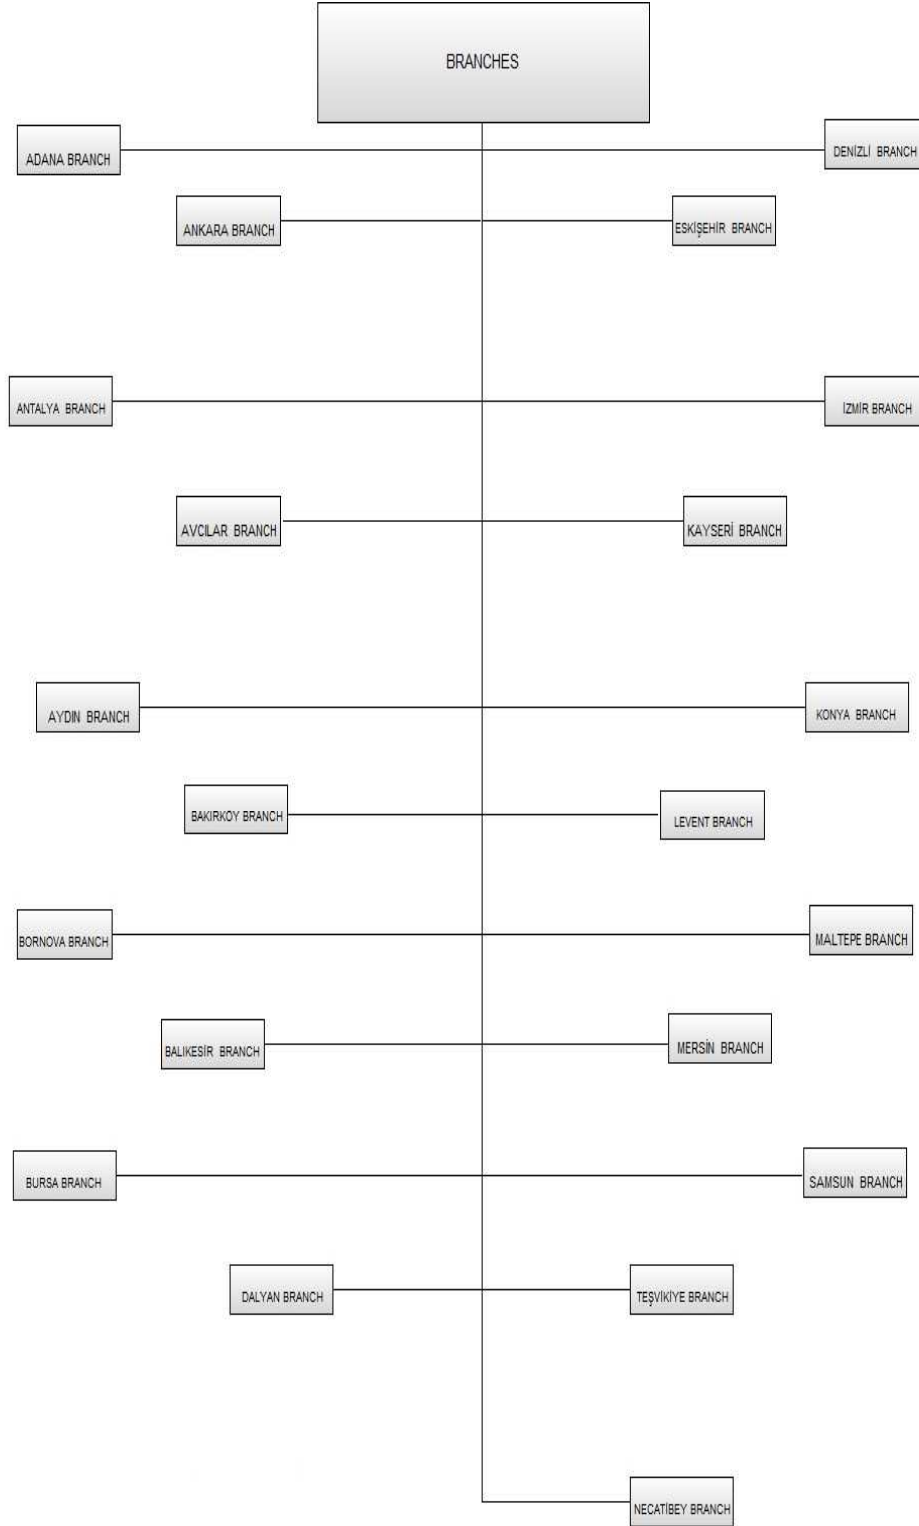 BRANCHES
ADANA BRANCH
DENİZLİ BRANCH
ANKARA BRANCH
ESKİŞEHİR BRANCH
ANTALYA BRANCH
İZMİR BRANCH
AVCILAR BRANCH
KAYSERİ BRANCH
AYDIN BRANCH
KONYA BRANCH
BAKIRKOY BRANCH
LEVENT BRANCH
BORNOVA BRANCH
MALTEPE BRANCH
BALIKESİR BRANCH
MERSİN BRANCH
BURSA BRANCH
SAMSUN BRANCH
DALYAN BRANCH
TEŞVİKİYE BRANCH
NECATİBEY BRANCH